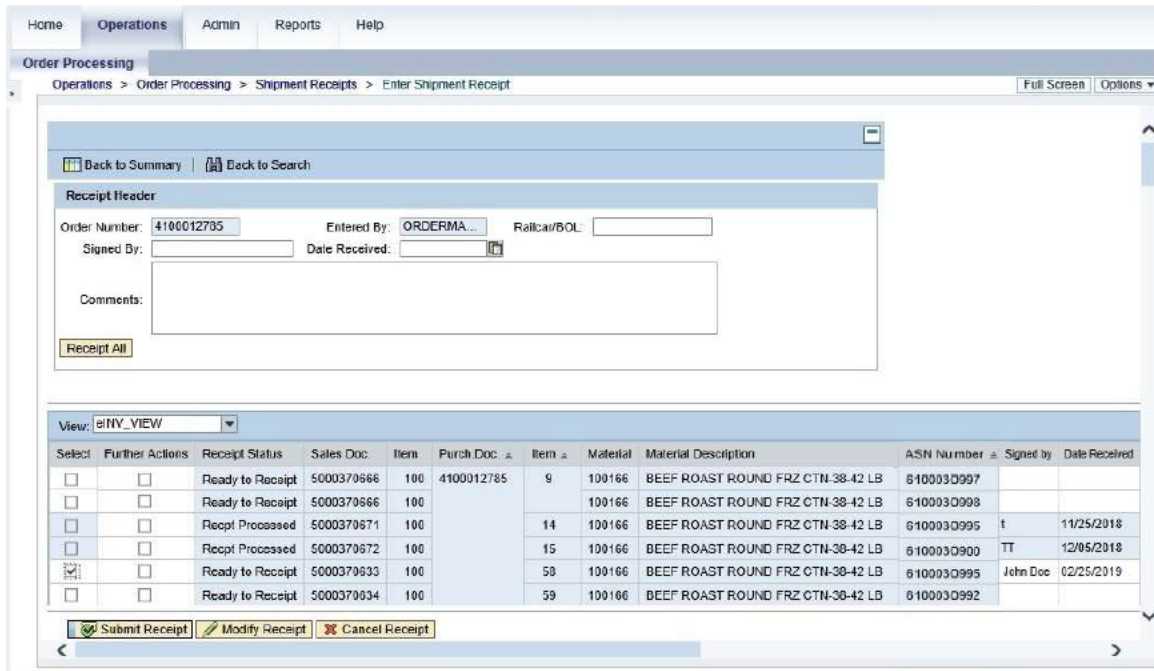 Home Operations Admin Reports Help
Order Processing
Operations > Order Processing > Shipment Receipts > Enter Shipment Receipt Full Screen Options
Back to Summary | Back to Search
Receipt Header
Order Number: 4100012785 Entered By: ORDERMA... Railcar/BOL:
Signed By: Date Received:
Comments:
Receipt All
View: eINV_VIEW
Select Further Actions Receipt Status Sales Doc. Item Purch.Doc. Item Material Material Description ASN Number Signed by Date Received
Ready to Receipt 5000370666 100 4100012785 9 100166 BEEF ROAST ROUND FRZ CTN-38-42 LB 610003O997
Ready to Receipt 5000370666 100 100166 BEEF ROAST ROUND FRZ CTN-38-42 LB 610003O998
Recpt Processed 5000370671 100 14 100166 BEEF ROAST ROUND FRZ CTN-38-42 LB 610003O995 t 11/25/2018
Recpt Processed 5000370672 100 15 100166 BEEF ROAST ROUND FRZ CTN-38-42 LB 610003O900 TT 12/05/2018
Ready to Receipt 5000370633 100 58 100166 BEEF ROAST ROUND FRZ CTN-38-42 LB 610003O995 John Doe 02/25/2019
Ready to Receipt 5000370634 100 59 100166 BEEF ROAST ROUND FRZ CTN-38-42 LB 610003O992
Submit Receipt Modify Receipt Cancel Receipt